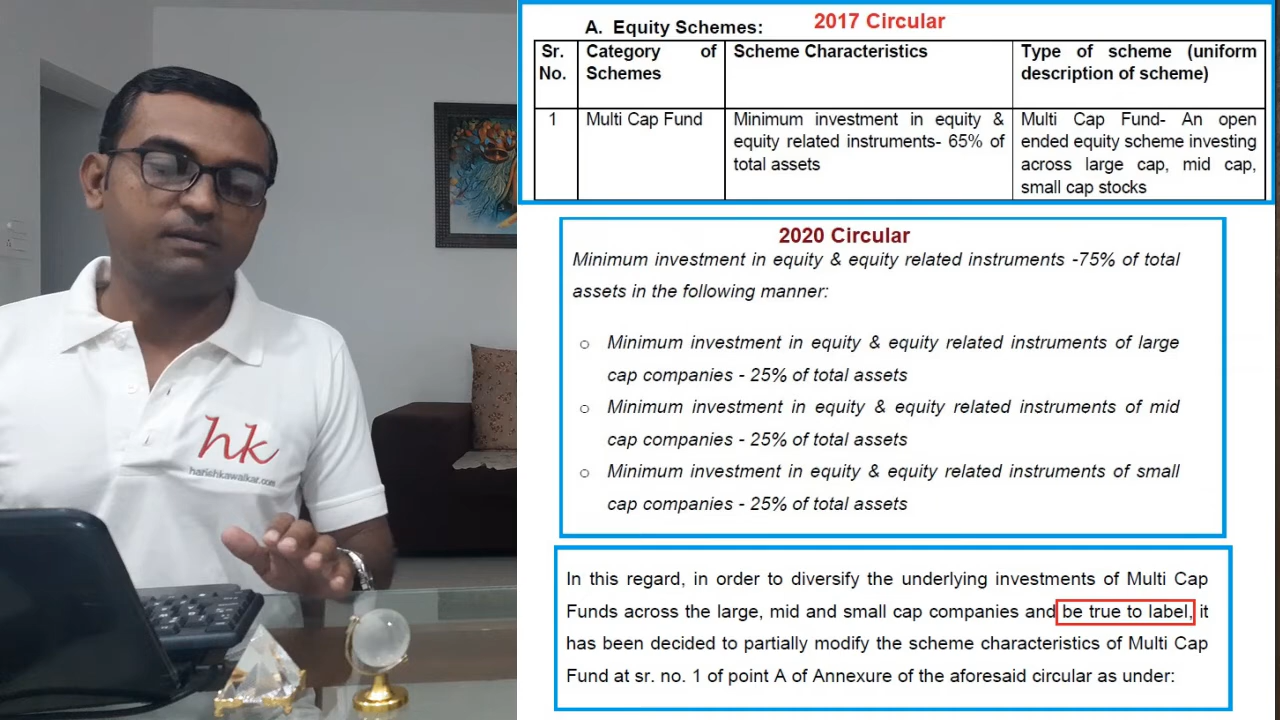 hk
harishkawalkar.com
A. Equity Schemes:
2017 Circular
Sr. No.
Category of Schemes
Scheme Characteristics
Type of scheme (uniform description of scheme)
1
Multi Cap Fund
Minimum investment in equity &
equity related instruments- 65% of
total assets
Multi Cap Fund- An open
ended equity scheme investing
across large cap, mid cap,
small cap stocks
2020 Circular
Minimum investment in equity & equity related instruments -75% of total
assets in the following manner:
o Minimum investment in equity & equity related instruments of large
cap companies - 25% of total assets
o Minimum investment in equity & equity related instruments of mid
cap companies - 25% of total assets
o Minimum investment in equity & equity related instruments of small
cap companies - 25% of total assets
In this regard, in order to diversify the underlying investments of Multi Cap
Funds across the large, mid and small cap companies and be true to label, it
has been decided to partially modify the scheme characteristics of Multi Cap
Fund at sr. no. 1 of point A of Annexure of the aforesaid circular as under: